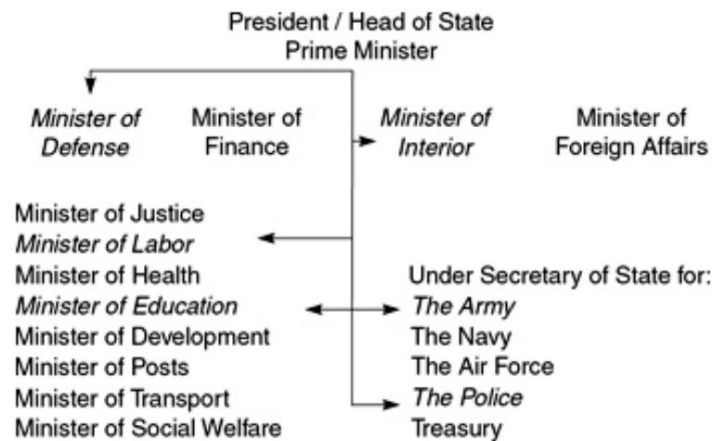 President / Head of State
Prime Minister
Minister of Defense
Minister of Finance
Minister of Interior
Minister of Foreign Affairs
Minister of Justice
Minister of Labor
Minister of Health
Minister of Education
Minister of Development
Minister of Posts
Minister of Transport
Minister of Social Welfare
Under Secretary of State for:
The Army
The Navy
The Air Force
The Police
Treasury